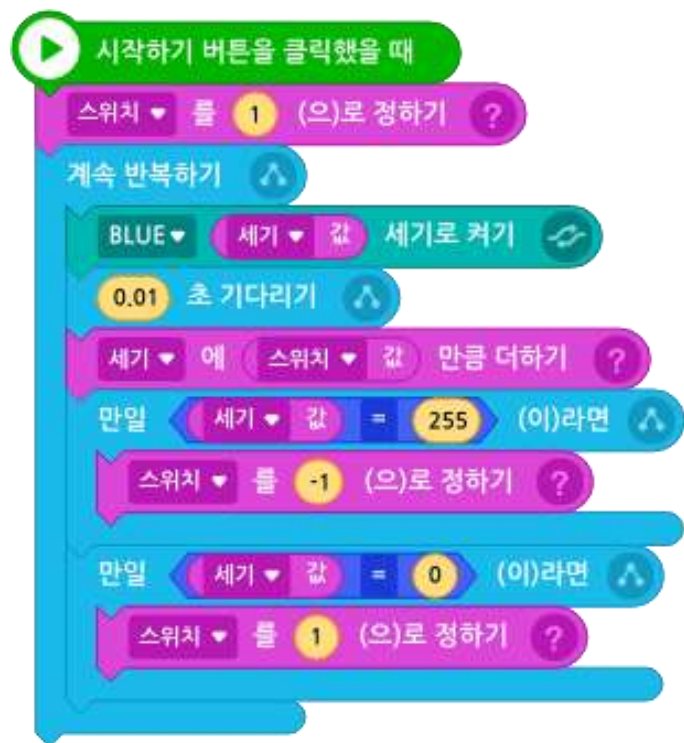 시작하기 버튼을 클릭했을 때
스위치 를 1 (으)로 정하기 ?
계속 반복하기
BLUE 세기 값 세기로 켜기
0.01 초 기다리기
세기 에 스위치 값 만큼 더하기 ?
만일 세기 값 = 255 (이)라면
스위치 를 -1 (으)로 정하기 ?
만일 세기 값 = 0 (이)라면
스위치 를 1 (으)로 정하기 ?